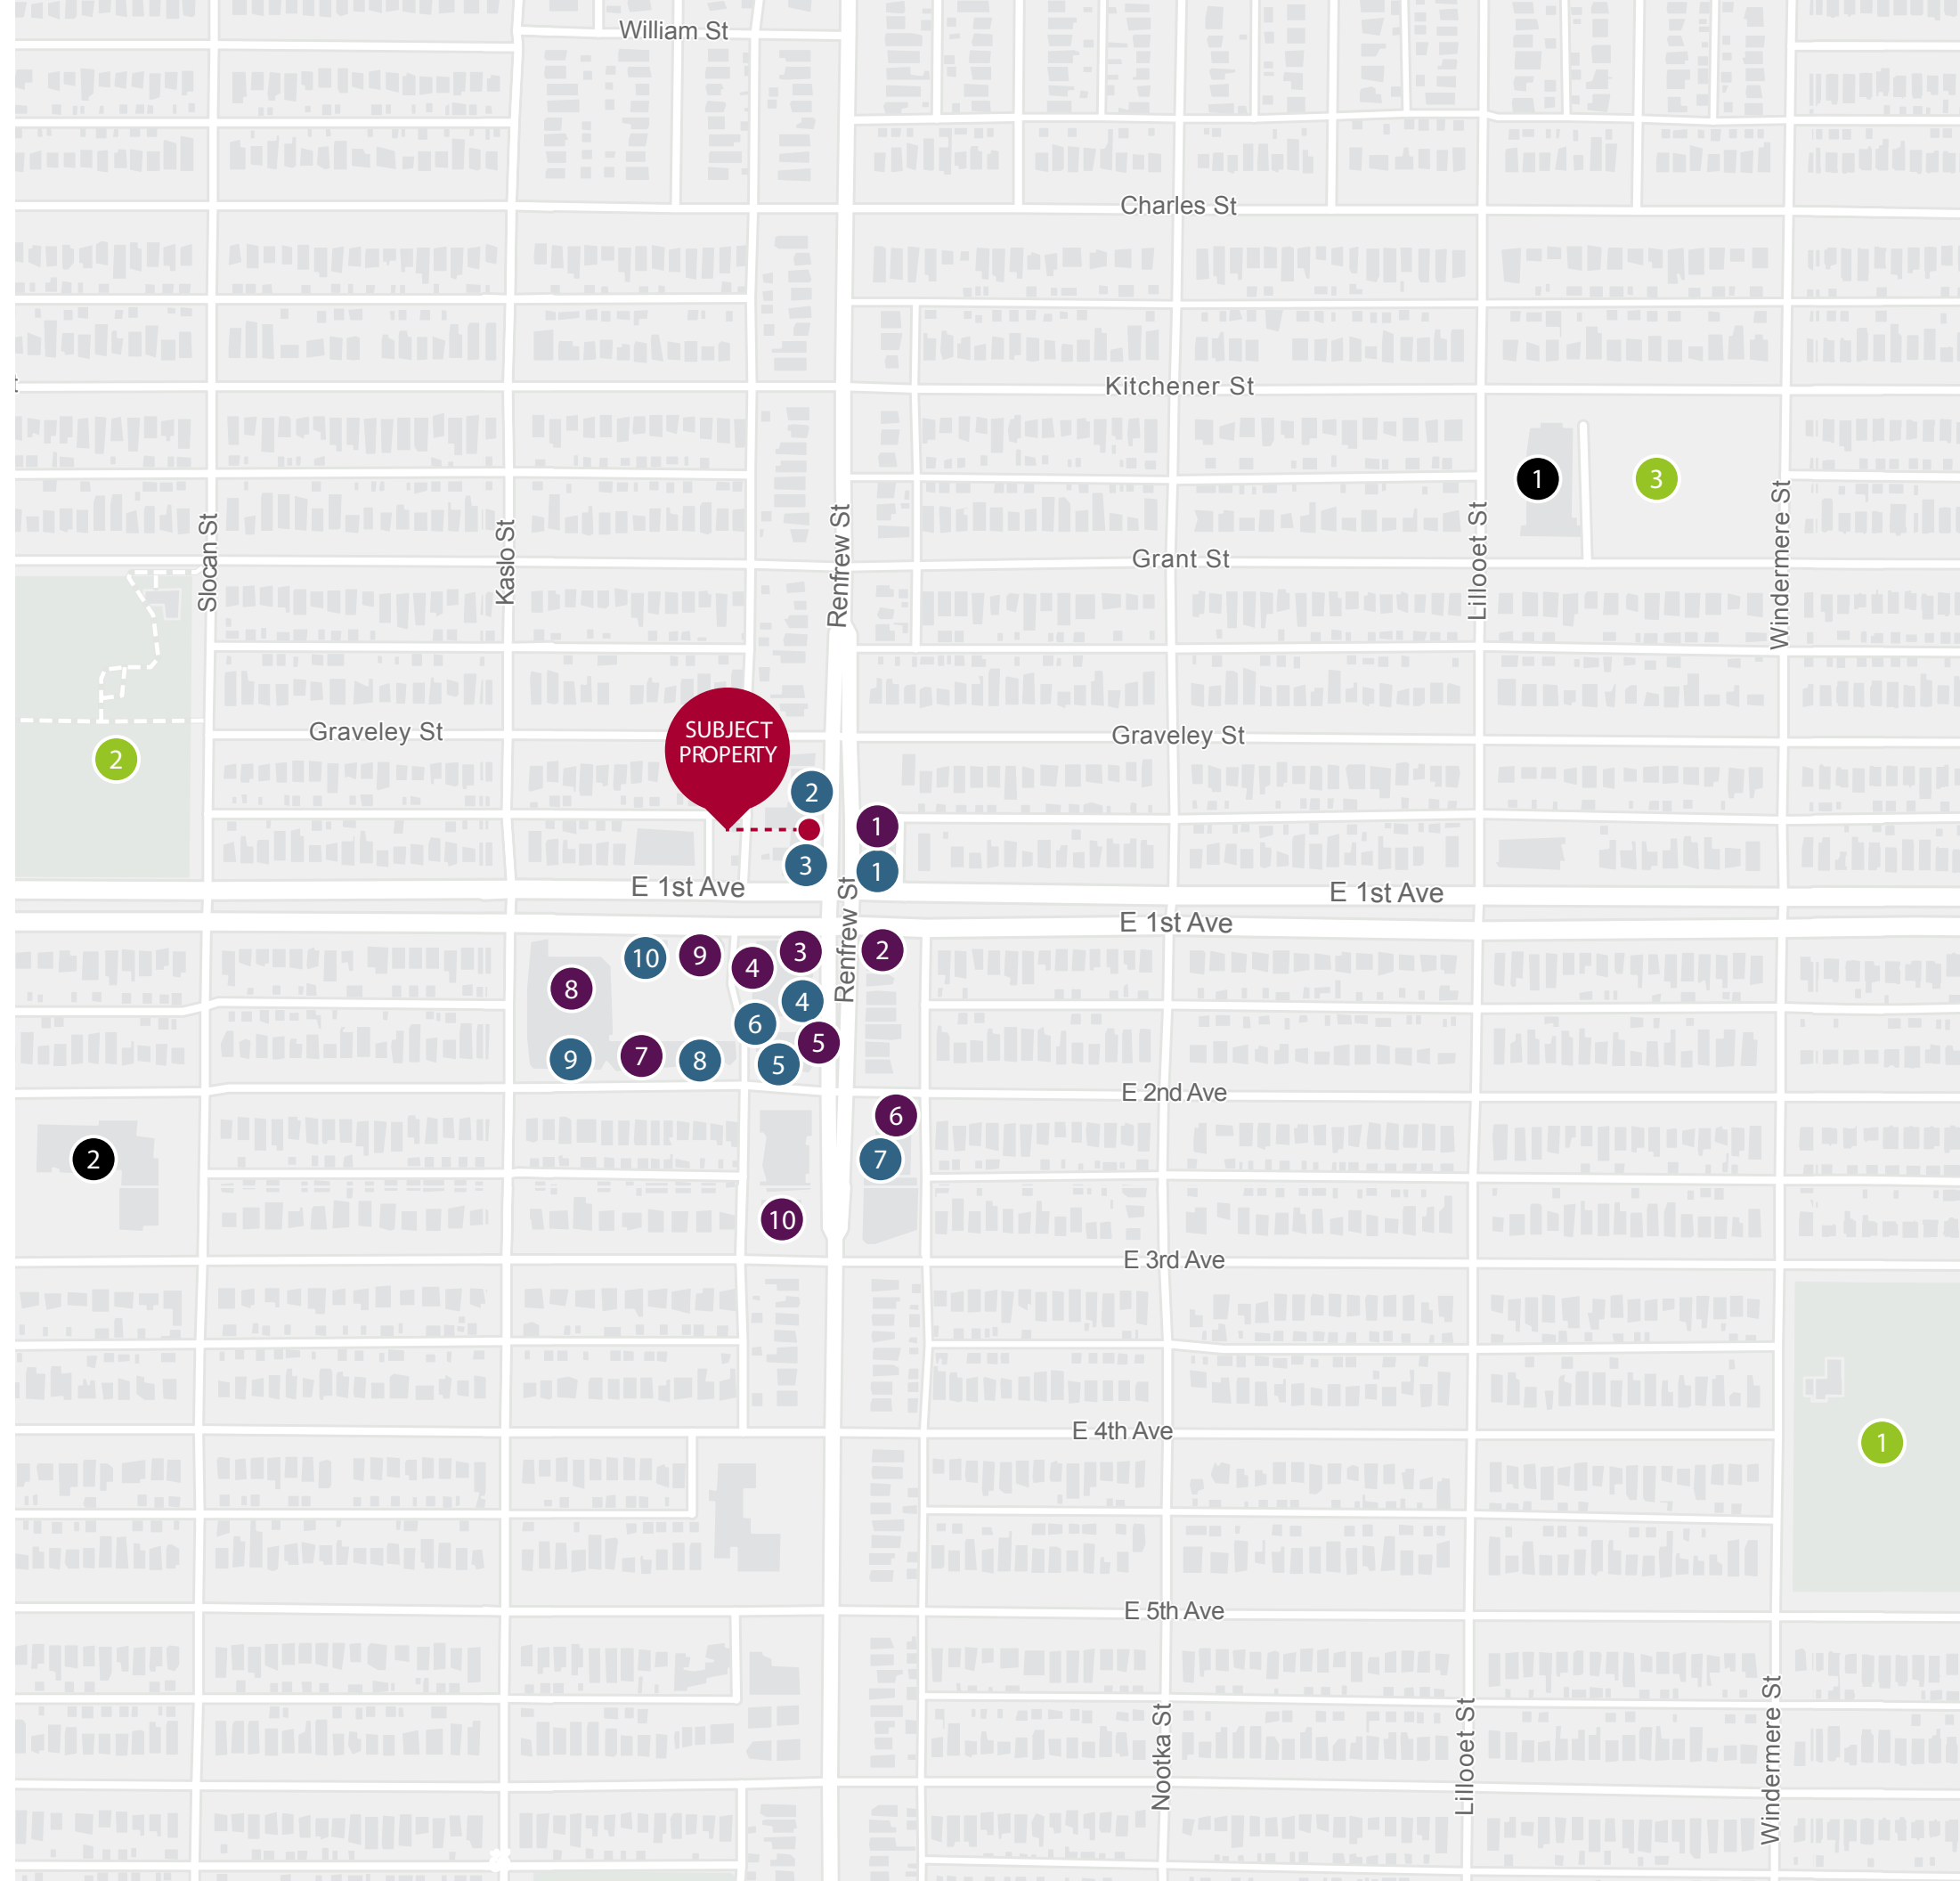 William St
Charles St
Kitchener St
t
1
3
Slocan St
Kaslo St
Renfrew St
Lillooet St
Windermere St
Grant St
Graveley St
Graveley St
SUBJECT
PROPERTY
2
2
1
3
1
E 1st Ave
E 1st Ave
E 1st Ave
Renfrew St
10
9
4
3
2
8
4
6
5
9
7
8
5
E 2nd Ave
6
2
7
10
E 3rd Ave
E 4th Ave
1
E 5th Ave
Nootka St
Lillooet St
Windermere St